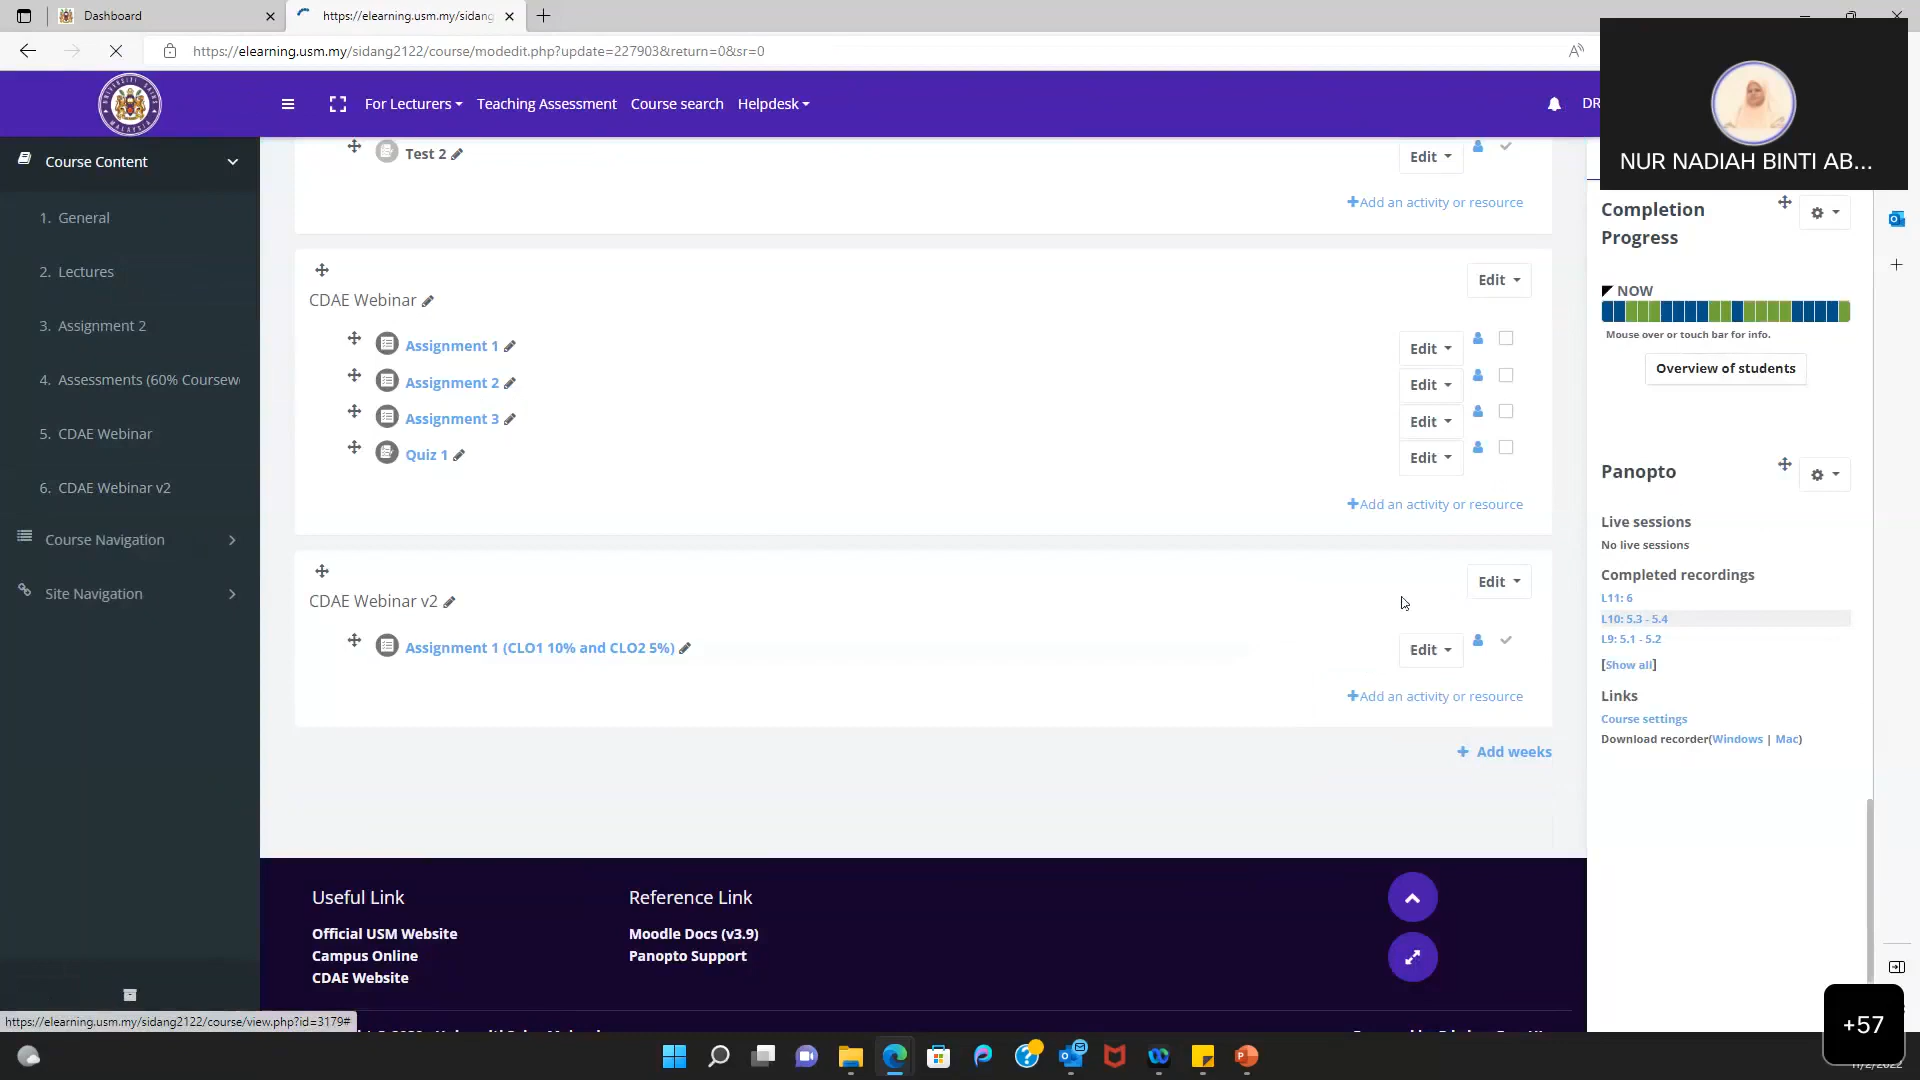 Dashboard
https://elearning.usm.my/sidang
https://elearning.usm.my/sidang2122/course/modedit.php?update=227903&return=0&sr=0
For Lecturers
Teaching Assessment
Course search
Helpdesk
DR
NUR NADIAH BINTI AB...
Course Content
1. General
2. Lectures
3. Assignment 2
4. Assessments (60% Coursew
5. CDAE Webinar
6. CDAE Webinar v2
Course Navigation
Site Navigation
Test 2
Edit
+Add an activity or resource
Edit
CDAE Webinar
Assignment 1
Edit
Assignment 2
Edit
Assignment 3
Edit
Quiz 1
Edit
+Add an activity or resource
Edit
CDAE Webinar v2
Assignment 1 (CLO1 10% and CLO2 5%)
Edit
+Add an activity or resource
+ Add weeks
Completion
Progress
NOW
Mouse over or touch bar for info.
Overview of students
Panopto
Live sessions
No live sessions
Completed recordings
L11: 6
L10: 5.3 - 5.4
L9: 5.1 - 5.2
[Show all]
Links
Course settings
Download recorder(Windows | Mac)
Useful Link
Official USM Website
Campus Online
CDAE Website
Reference Link
Moodle Docs (v3.9)
Panopto Support
https://elearning.usm.my/sidang2122/course/view.php?id=3179#
+57